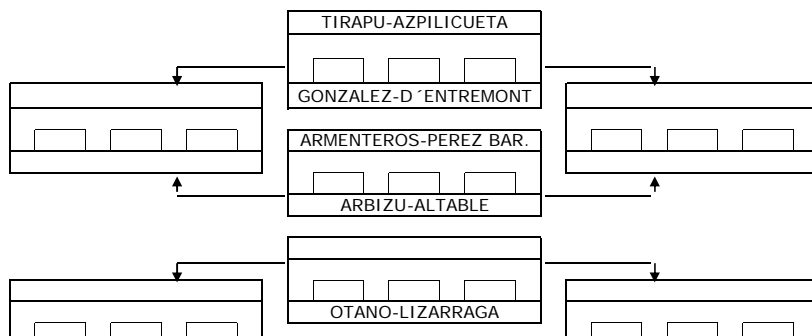 TIRAPU-AZPILICUETA
GONZALEZ-D´ENTREMONT
ARMENTEROS-PEREZ BAR.
ARBIZU-ALTABLE
OTANO-LIZARRAGA